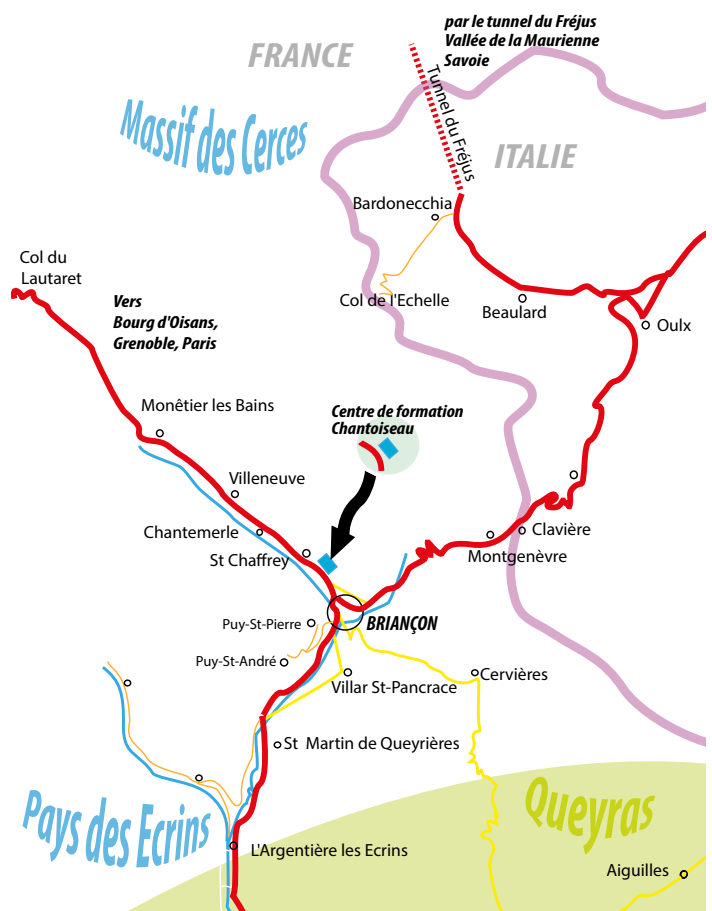 par le tunnel du Fréjus
Vallée de la Maurienne
Savoie
FRANCE
Tunnel du Fréjus
Massif des Cerces
ITALIE
Bardonecchia
Col du
Lautaret
Col de l'Echelle
Beaulard
Oulx
Vers
Bourg d'Oisans,
Grenoble, Paris
Monêtier les Bains
Centre de formation
Chantoiseau
Villeneuve
Chantemerle
Clavière
St Chaffrey
Montgenèvre
Puy-St-Pierre
BRIANÇON
Puy-St-André
Villar St-Pancrace
Cervières
St Martin de Queyrières
Pays des Ecrins
Queyras
L'Argentière les Ecrins
Aiguilles